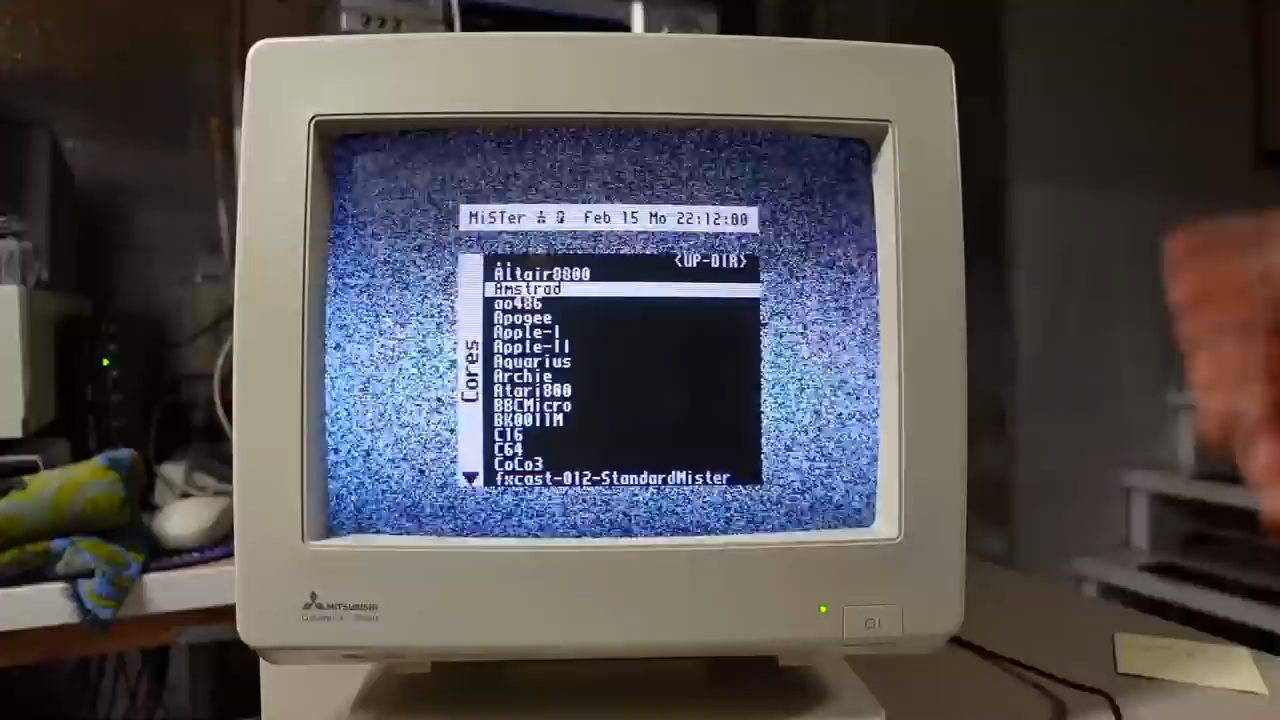 MiSTer Feb 15 Mo 22:12:00
..
<UP-DIR>
Altair8800
Amstrad
ao486
Apogee
Apple-I
Apple-II
Aquarius
Archie
Atari800
BBCMicro
BK0011M
C16
C64
CoCo3
fxcast-012-StandardMister
Cores
MITSUBISHI